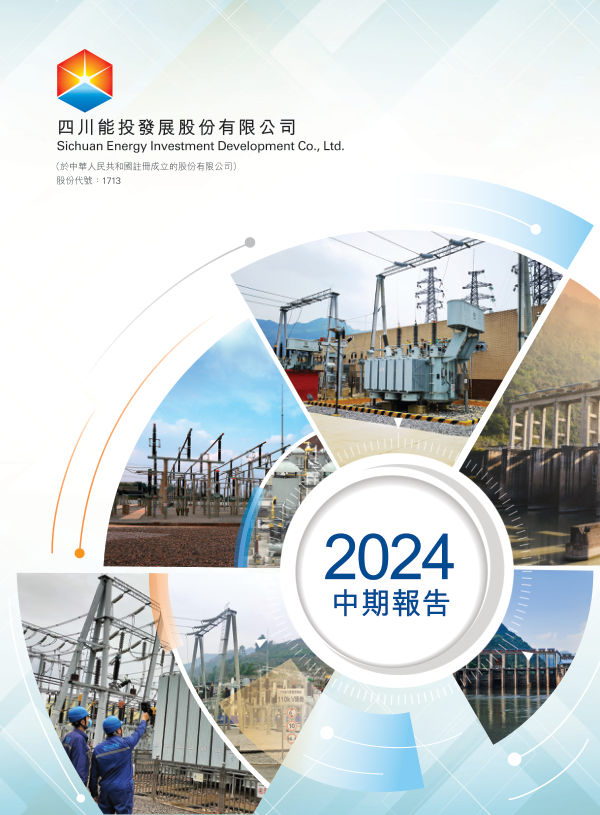 四川能投發展股份有限公司
Sichuan Energy Investment Development Co., Ltd.
（於中華人民共和國註冊成立的股份有限公司）
股份代號：1713
2024
中期報告
110kV